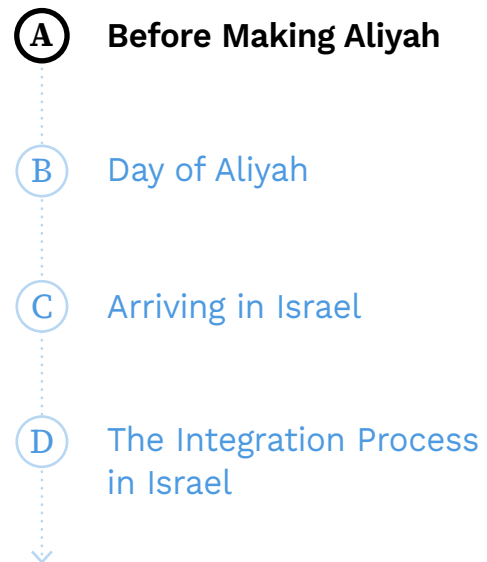 A Before Making Aliyah
B Day of Aliyah
C Arriving in Israel
D The Integration Process
in Israel